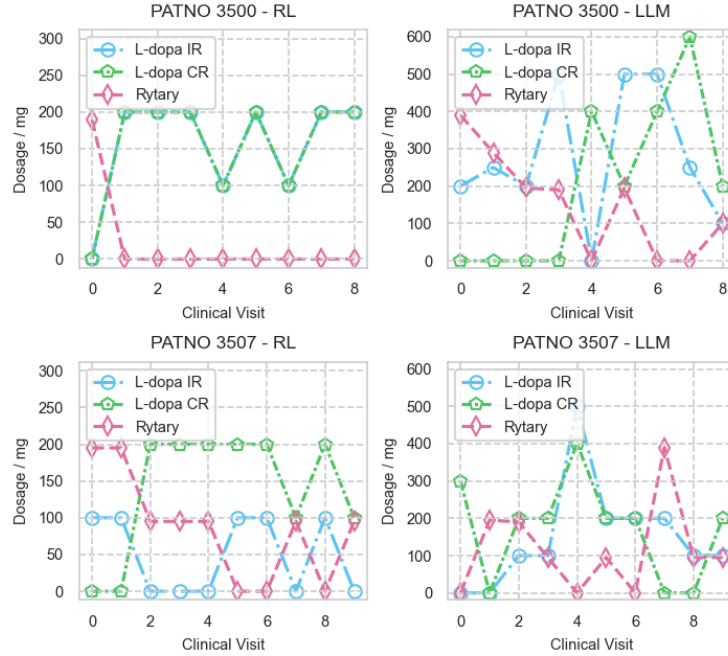 PATNO 3500 - RL
300
250
200
150
100
50
0
Dosage / mg
L-dopa IR
L-dopa CR
Rytary
0 2 4 6 8
Clinical Visit
PATNO 3500 - LLM
600
500
400
300
200
100
0
Dosage / mg
L-dopa IR
L-dopa CR
Rytary
0 2 4 6 8
Clinical Visit
PATNO 3507 - RL
300
250
200
150
100
50
0
Dosage / mg
L-dopa IR
L-dopa CR
Rytary
0 2 4 6 8
Clinical Visit
PATNO 3507 - LLM
600
500
400
300
200
100
0
Dosage / mg
L-dopa IR
L-dopa CR
Rytary
0 2 4 6 8
Clinical Visit